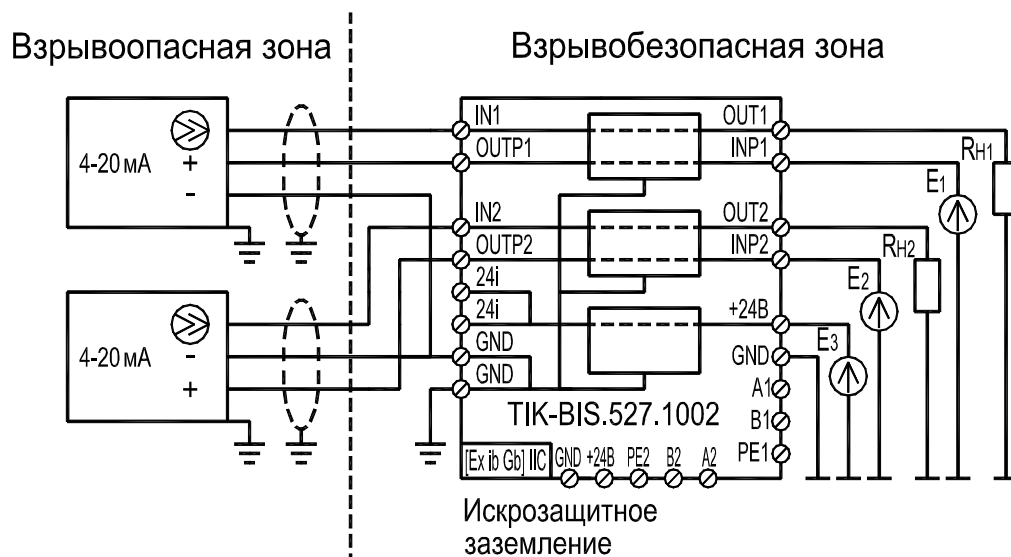 Взрывоопасная зона
Взрывобезопасная зона
4-20 мА
+
-
4-20 мА
-
+
IN1
OUTP1
IN2
OUTP2
24i
24i
GND
GND
OUT1
INP1
OUT2
INP2
+24В
GND
A1
B1
PE1
TIK-BIS.527.1002
[Ex ib Gb] IIC
GND +24В PE2 B2 A2
RН1
E1
RН2
E2
E3
Искрозащитное
заземление